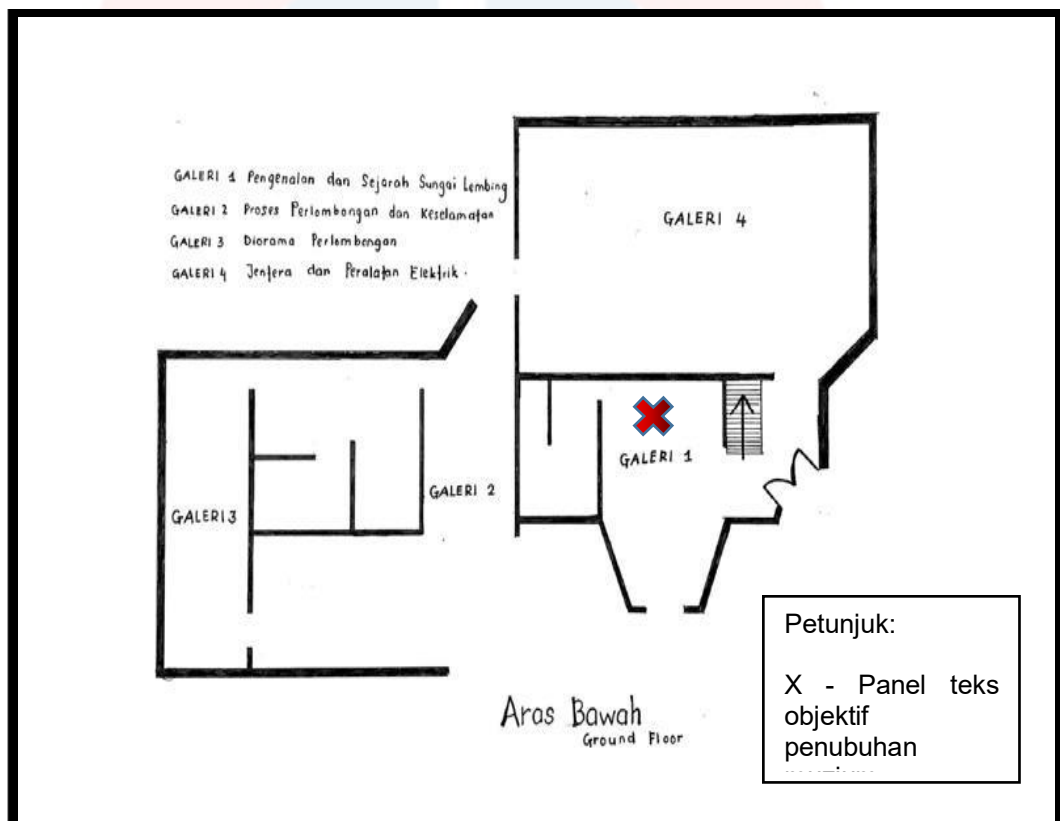 GALERI 1 Pengenalan dan Sejarah Sungai Lembing
GALERI 2 Proses Perlombongan dan Keselamatan
GALERI 3 Diorama Perlombongan
GALERI 4 Jentera dan Peralatan Elektrik.
GALERI 4
GALERI 1
GALERI 2
GALERI 3
Petunjuk:
X - Panel teks
objektif
penubuhan
Aras Bawah
Ground Floor